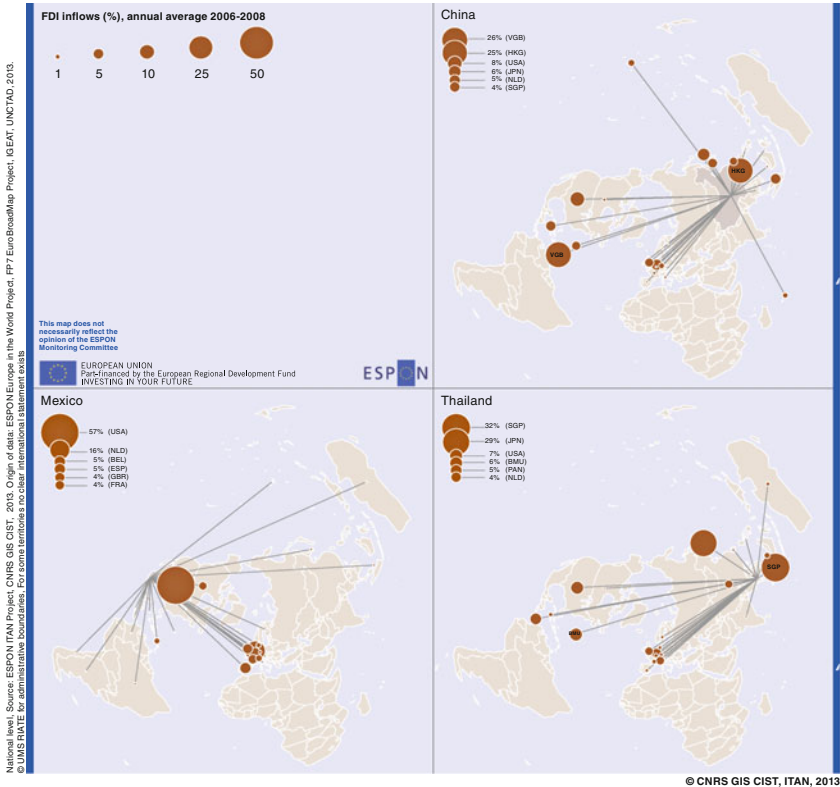 FDI inflows (%), annual average 2006-2008
1 5 10 25 50
This map does not
necessarily reflect the
opinion of the ESPON
Monitoring Committee
EUROPEAN UNION
Part-financed by the European Regional Development Fund
INVESTING IN YOUR FUTURE
ESPON
China
26% (VGB)
25% (HKG)
8% (USA)
6% (JPN)
5% (NLD)
4% (SGP)
HKG
VGB
Mexico
57% (USA)
16% (NLD)
5% (BEL)
5% (ESP)
4% (GBR)
4% (FRA)
Thailand
32% (SGP)
29% (JPN)
7% (USA)
6% (BMU)
5% (PAN)
4% (NLD)
SGP
BMU
National level, Source: ESPON ITAN Project, CNRS GIS CIST, 2013. Origin of data: ESPON Europe in the World Project, FP7 EuroBroadMap Project, IGEAT, UNCTAD, 2013.
© UMS RIATE for administrative boundaries, For some territories no clear international statement exists
© CNRS GIS CIST, ITAN, 2013